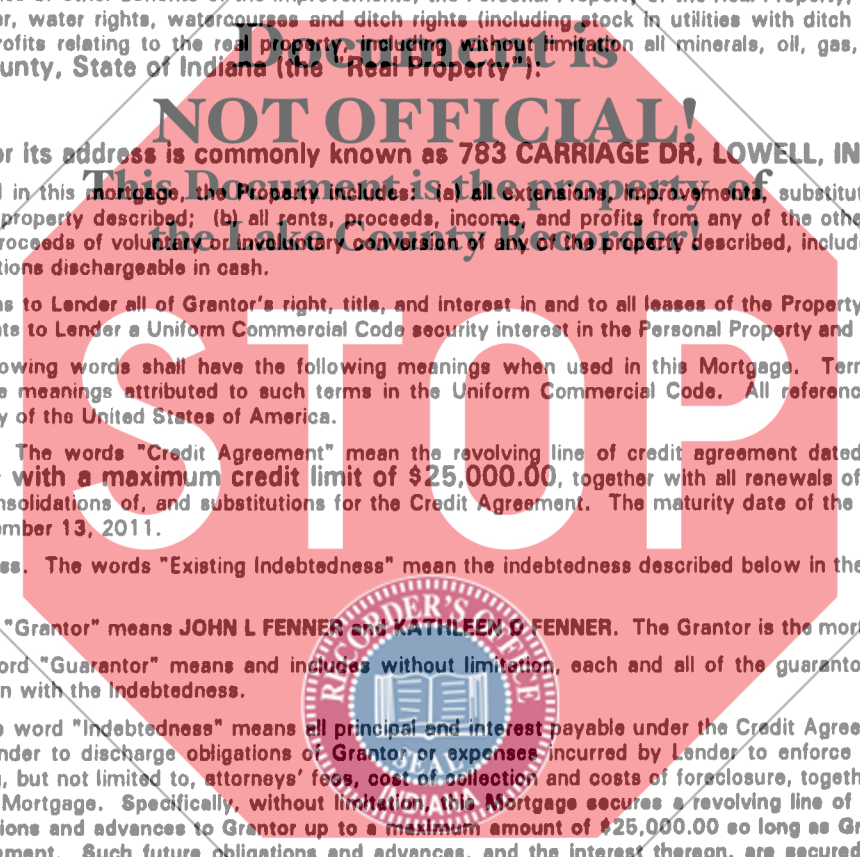 r, water rights, watercourses and ditch rights (including stock in utilities with ditch
rofits relating to the real property, including without limitation all minerals, oil, gas,
ounty, State of Indiana (the "Real Property"):
Document is
NOT OFFICIAL!
This Document is the property of
the Lake County Recorder!
or its address is commonly known as 783 CARRIAGE DR, LOWELL, IN
d in this mortgage, the Property includes: (a) all extensions, improvements, substitut
property described; (b) all rents, proceeds, income, and profits from any of the othe
roceeds of voluntary or involuntary conversion of any of the property described, includ
tions dischargeable in cash.
ns to Lender all of Grantor's right, title, and interest in and to all leases of the Property
nts to Lender a Uniform Commercial Code security interest in the Personal Property and
STOP
owing words shall have the following meanings when used in this Mortgage. Terr
e meanings attributed to such terms in the Uniform Commercial Code. All referenc
y of the United States of America.
The words "Credit Agreement" mean the revolving line of credit agreement dated
with a maximum credit limit of $25,000.00, together with all renewals of
nsolidations of, and substitutions for the Credit Agreement. The maturity date of the
mber 13, 2011.
ss. The words "Existing Indebtedness" mean the indebtedness described below in the
"Grantor" means JOHN L FENNER and KATHLEEN D FENNER. The Grantor is the mor
ord "Guarantor" means and includes without limitation, each and all of the guaranto
n with the Indebtedness.
e word "Indebtedness" means all principal and interest payable under the Credit Agree
nder to discharge obligations of Grantor or expenses incurred by Lender to enforce
, but not limited to, attorneys' fees, cost of collection and costs of foreclosure, togeth
Mortgage. Specifically, without limitation, this Mortgage secures a revolving line of
ions and advances to Grantor up to a maximum amount of $25,000.00 so long as Gr
ement. Such future obligations and advances, and the interest thereon, are secured
RECORDER'S OFFICE
SEAL
INDIANA